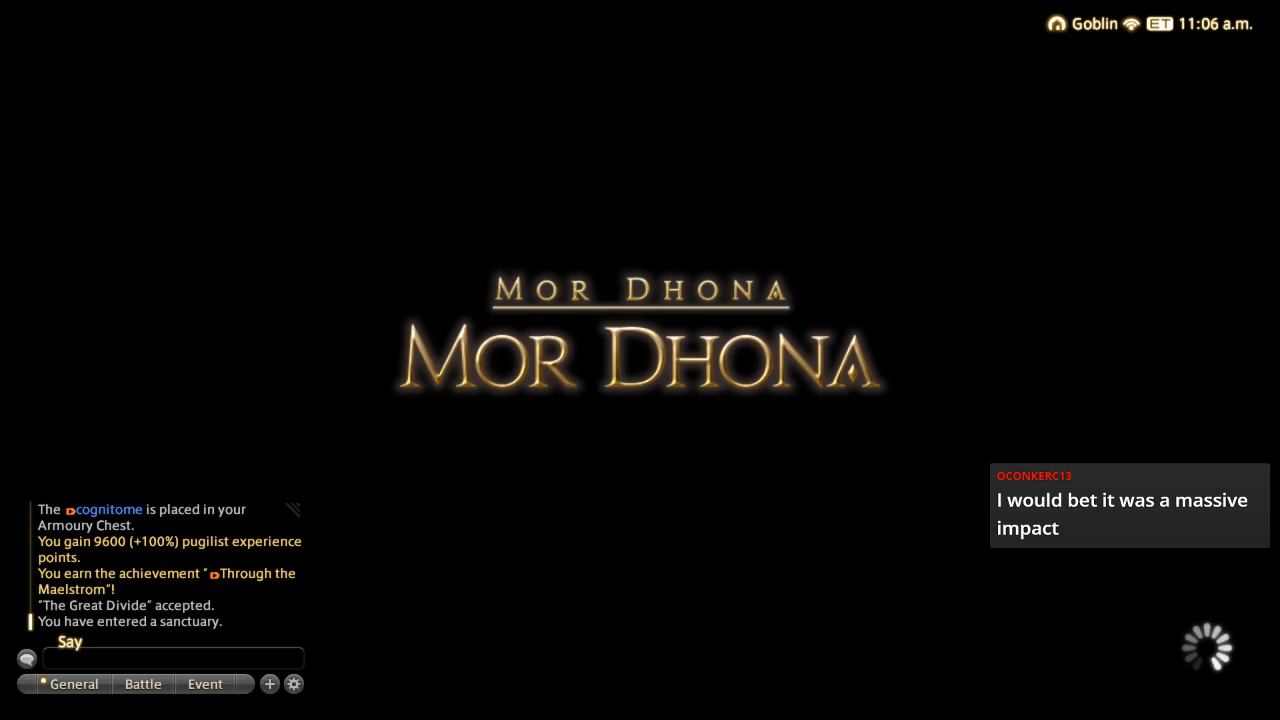 Goblin ET 11:06 a.m.
MOR DHONA
MOR DHONA
OCONKERC13
I would bet it was a massive
impact
The cognitome is placed in your
Armoury Chest.
You gain 9600 (+100%) pugilist experience
points.
You earn the achievement "Through the
Maelstrom"!
"The Great Divide" accepted.
You have entered a sanctuary.
Say
General Battle Event